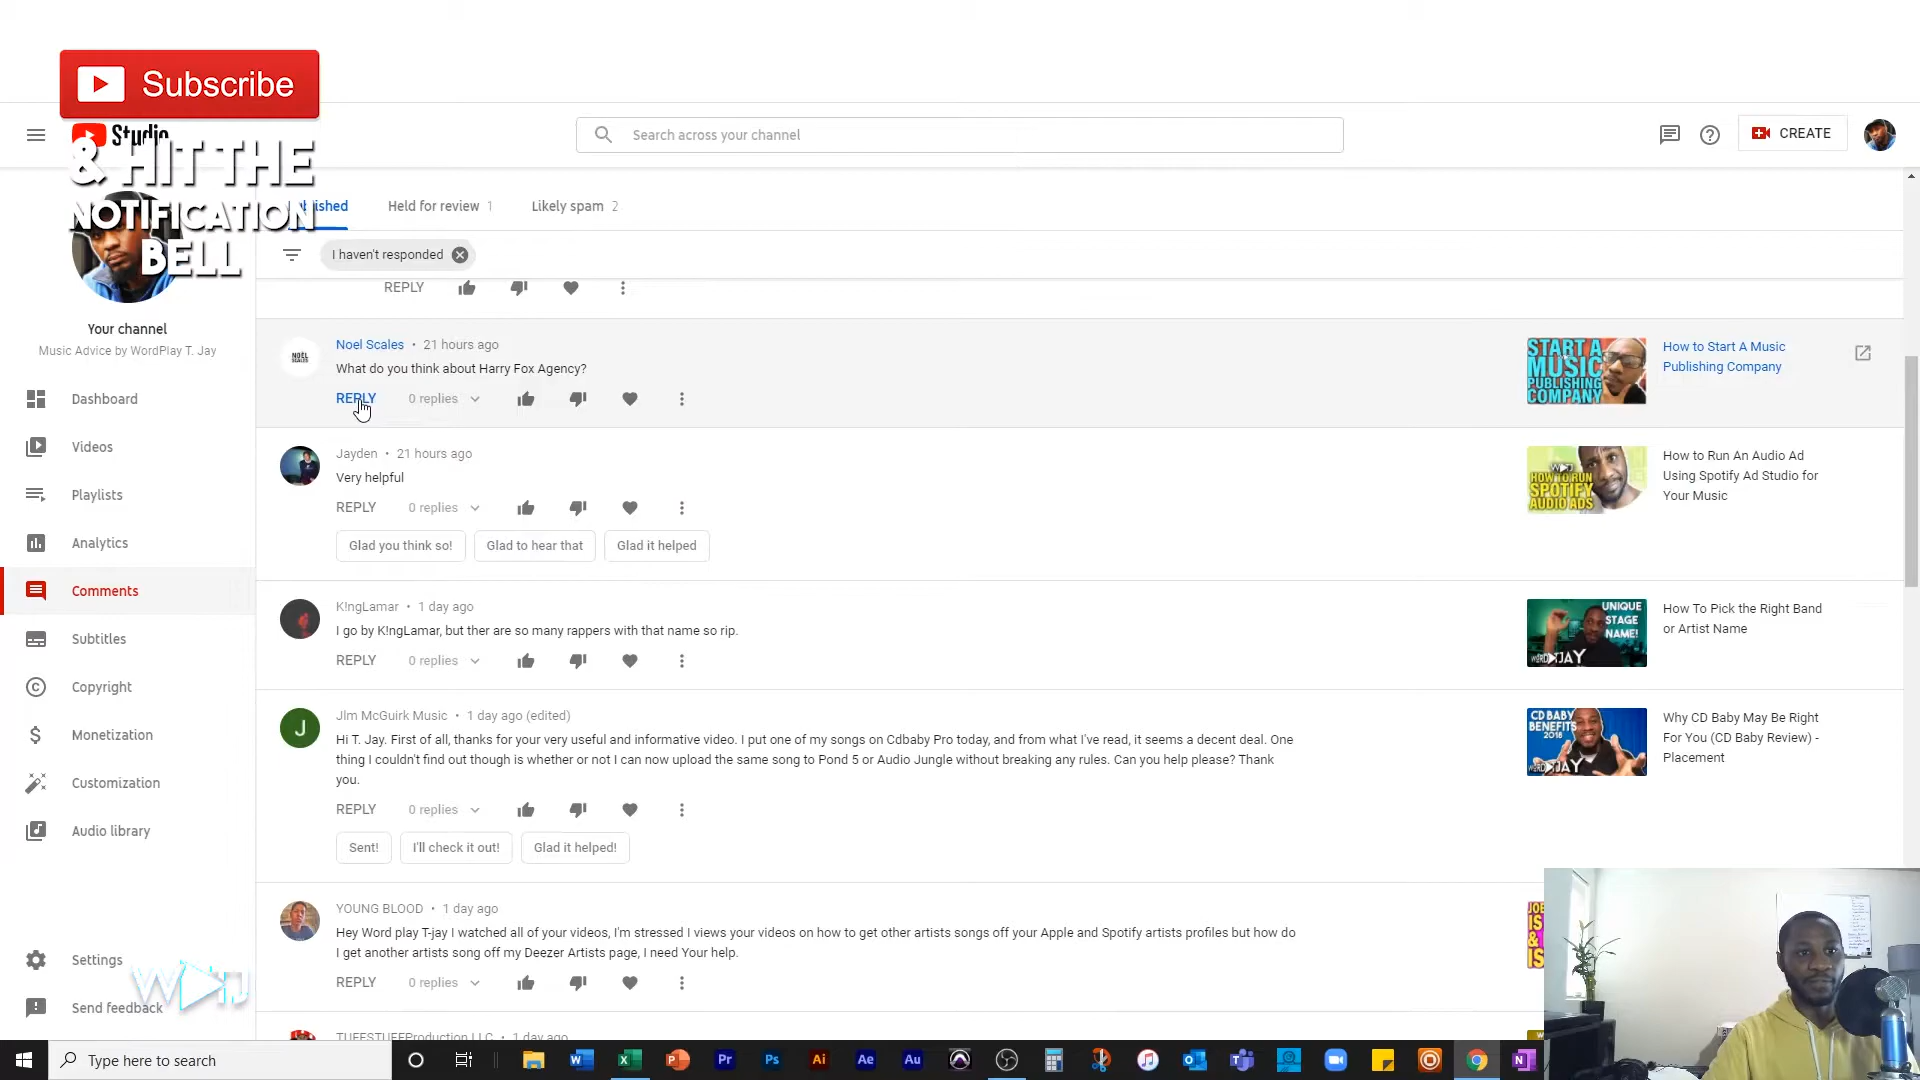 Subscribe
& HIT THE
NOTIFICATION
BELL
Studio
Search across your channel
CREATE
Held for review 1
Likely spam 2
I haven't responded
REPLY
Your channel
Music Advice by WordPlay T. Jay
Dashboard
Videos
Playlists
Analytics
Comments
Subtitles
Copyright
Monetization
Customization
Audio library
Settings
Send feedback
NOËL
SCALES
Noel Scales • 21 hours ago
What do you think about Harry Fox Agency?
REPLY 0 replies
START A
MUSIC
PUBLISHING
COMPANY
How to Start A Music
Publishing Company
Jayden • 21 hours ago
Very helpful
REPLY 0 replies
Glad you think so! Glad to hear that Glad it helped
HOW TO RUN
SPOTIFY
AUDIO ADS
How to Run An Audio Ad
Using Spotify Ad Studio for
Your Music
K!ngLamar • 1 day ago
I go by K!ngLamar, but ther are so many rappers with that name so rip.
REPLY 0 replies
UNIQUE
STAGE
NAME!
How To Pick the Right Band
or Artist Name
J
JIm McGuirk Music • 1 day ago (edited)
Hi T. Jay. First of all, thanks for your very useful and informative video. I put one of my songs on Cdbaby Pro today, and from what I've read, it seems a decent deal. One
thing I couldn't find out though is whether or not I can now upload the same song to Pond 5 or Audio Jungle without breaking any rules. Can you help please? Thank
you.
REPLY 0 replies
Sent! I'll check it out! Glad it helped!
CD BABY
BENEFITS
2018
Why CD Baby May Be Right
For You (CD Baby Review) -
Placement
YOUNG BLOOD • 1 day ago
Hey Word play T-jay I watched all of your videos, I'm stressed I views your videos on how to get other artists songs off your Apple and Spotify artists profiles but how do
I get another artists song off my Deezer Artists page, I need Your help.
REPLY 0 replies
TUFFSTUFFProduction LLC • 1 day ago
Type here to search